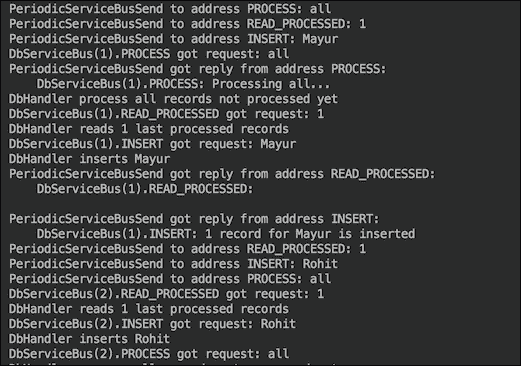 PeriodicServiceBusSend to address PROCESS: all
PeriodicServiceBusSend to address READ_PROCESSED: 1
PeriodicServiceBusSend to address INSERT: Mayur
DbServiceBus(1).PROCESS got request: all
PeriodicServiceBusSend got reply from address PROCESS:
    DbServiceBus(1).PROCESS: Processing all...
DbHandler process all records not processed yet
DbServiceBus(1).READ_PROCESSED got request: 1
DbHandler reads 1 last processed records
DbServiceBus(1).INSERT got request: Mayur
DbHandler inserts Mayur
PeriodicServiceBusSend got reply from address READ_PROCESSED:
    DbServiceBus(1).READ_PROCESSED:

PeriodicServiceBusSend got reply from address INSERT:
    DbServiceBus(1).INSERT: 1 record for Mayur is inserted
PeriodicServiceBusSend to address READ_PROCESSED: 1
PeriodicServiceBusSend to address INSERT: Rohit
PeriodicServiceBusSend to address PROCESS: all
DbServiceBus(2).READ_PROCESSED got request: 1
DbHandler reads 1 last processed records
DbServiceBus(2).INSERT got request: Rohit
DbHandler inserts Rohit
DbServiceBus(2).PROCESS got request: all